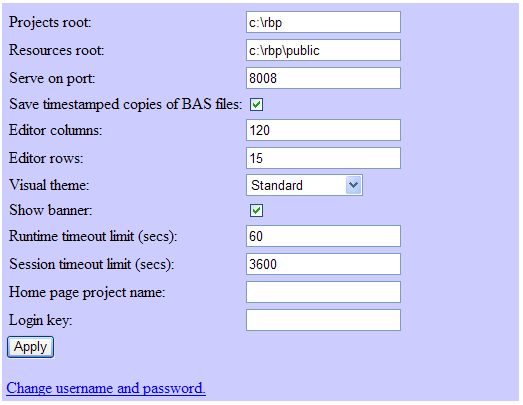 Projects root: c:\rbp
Resources root: c:\rbp\public
Serve on port: 8008
Save timestamped copies of BAS files:
Editor columns: 120
Editor rows: 15
Visual theme: Standard
Show banner:
Runtime timeout limit (secs): 60
Session timeout limit (secs): 3600
Home page project name:
Login key:
Apply
Change username and password.